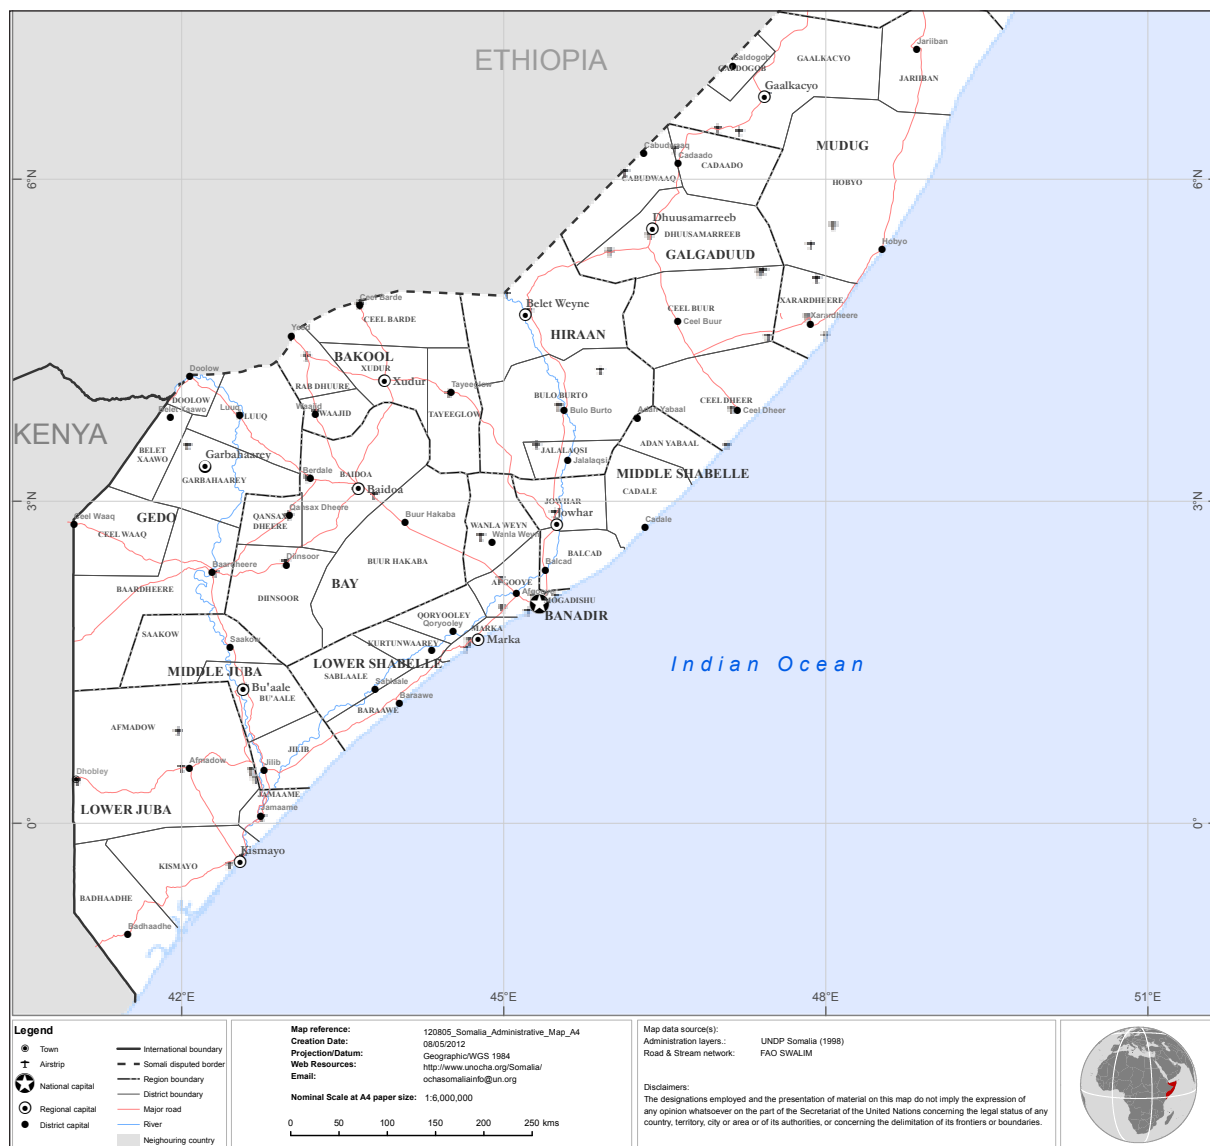 ETHIOPIA
KENYA
Indian Ocean
Jariiban
Galdogob
GALDOGOB
GAALKACYO
JARIIBAN
Gaalkacyo
MUDUG
Cabudwaaq
Cadaado
CADAADO
CABUDWAAQ
HOBYO
6°N
6°N
Dhuusamarreeb
DHUUSAMARREEB
Hobyo
GALGADUUD
Ceel Barde
CEEL BARDE
Belet Weyne
XARARDHEERE
CEEL BUUR
Xarardheere
Ceel Buur
HIRAAN
Yeed
BAKOOL
XUDUR
Doolow
Xudur
RAB DHUURE
Tayeeglow
DOOLOW
BULO BURTO
CEEL DHEER
Belet Xaawo
Luuq
LUUQ
Waajid
WAAJID
TAYEEGLOW
Bulo Burto
Adan Yabaal
Ceel Dheer
ADAN YABAAL
BELET
XAAWO
Garbahaarey
JALALAQSI
Jalalaqsi
GARBAHAAREY
Berdale
BAIDOA
MIDDLE SHABELLE
Baidoa
CADALE
3°N
3°N
JOWHAR
Qansax Dheere
QANSAX
DHEERE
Ceel Waaq
GEDO
Buur Hakaba
Jowhar
Cadale
CEEL WAAQ
WANLA WEYN
Wanla Weyn
BALCAD
Diinsoor
BUUR HAKABA
Balcad
Baardheere
BAY
AFGOOYE
BAARDHEERE
Afgooye
DIINSOOR
MOGADISHU
BANADIR
QORYOOLEY
Qoryooley
MARKA
SAAKOW
Marka
Saakow
KURTUNWAAREY
LOWER SHABELLE
MIDDLE JUBA
SABLAALE
Bu'aale
Sablaale
BU'AALE
Baraawe
BARAAWE
AFMADOW
JILIB
Afmadow
Jilib
Dhobley
JAMAAME
LOWER JUBA
Jamaame
0°
0°
Kismayo
KISMAYO
BADHAADHE
Badhaadhe
42°E
45°E
48°E
51°E
Legend
Town
Airstrip
National capital
Regional capital
District capital
International boundary
Somali disputed border
Region boundary
District boundary
Major road
River
Neighouring country
Map reference: 120805_Somalia_Administrative_Map_A4
Creation Date: 08/05/2012
Projection/Datum: Geographic/WGS 1984
Web Resources: http://www.unocha.org/Somalia/
Email: ochasomaliainfo@un.org
Nominal Scale at A4 paper size: 1:6,000,000
0 50 100 150 200 250 kms
Map data source(s):
Administration layers.: UNDP Somalia (1998)
Road & Stream network: FAO SWALIM
Disclaimers:
The designations employed and the presentation of material on this map do not imply the expression of
any opinion whatsoever on the part of the Secretariat of the United Nations concerning the legal status of any
country, territory, city or area or of its authorities, or concerning the delimitation of its frontiers or boundaries.